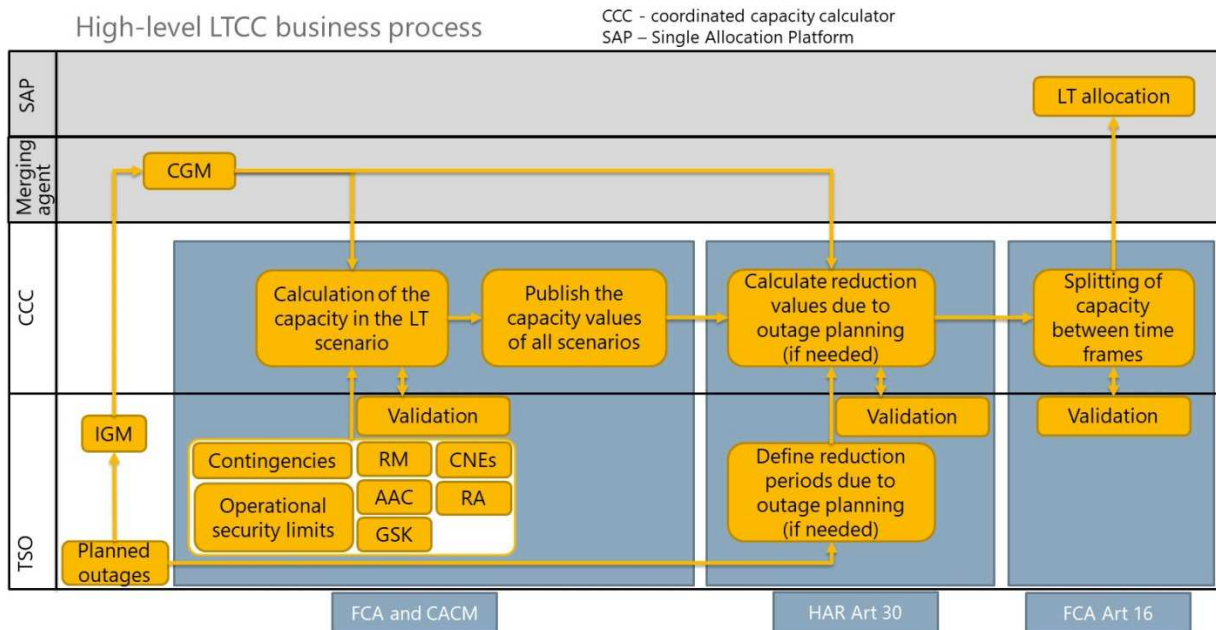 High-level LTCC business process
CCC - coordinated capacity calculator
SAP – Single Allocation Platform
SAP
LT allocation
Merging
agent
CGM
CCC
Calculation of the
capacity in the LT
scenario
Publish the
capacity values
of all scenarios
Calculate reduction
values due to
outage planning
(if needed)
Splitting of
capacity
between time
frames
TSO
IGM
Validation
Validation
Validation
Contingencies
RM
CNEs
Operational
security limits
AAC
RA
GSK
Define reduction
periods due to
outage planning
(if needed)
Planned
outages
FCA and CACM
HAR Art 30
FCA Art 16